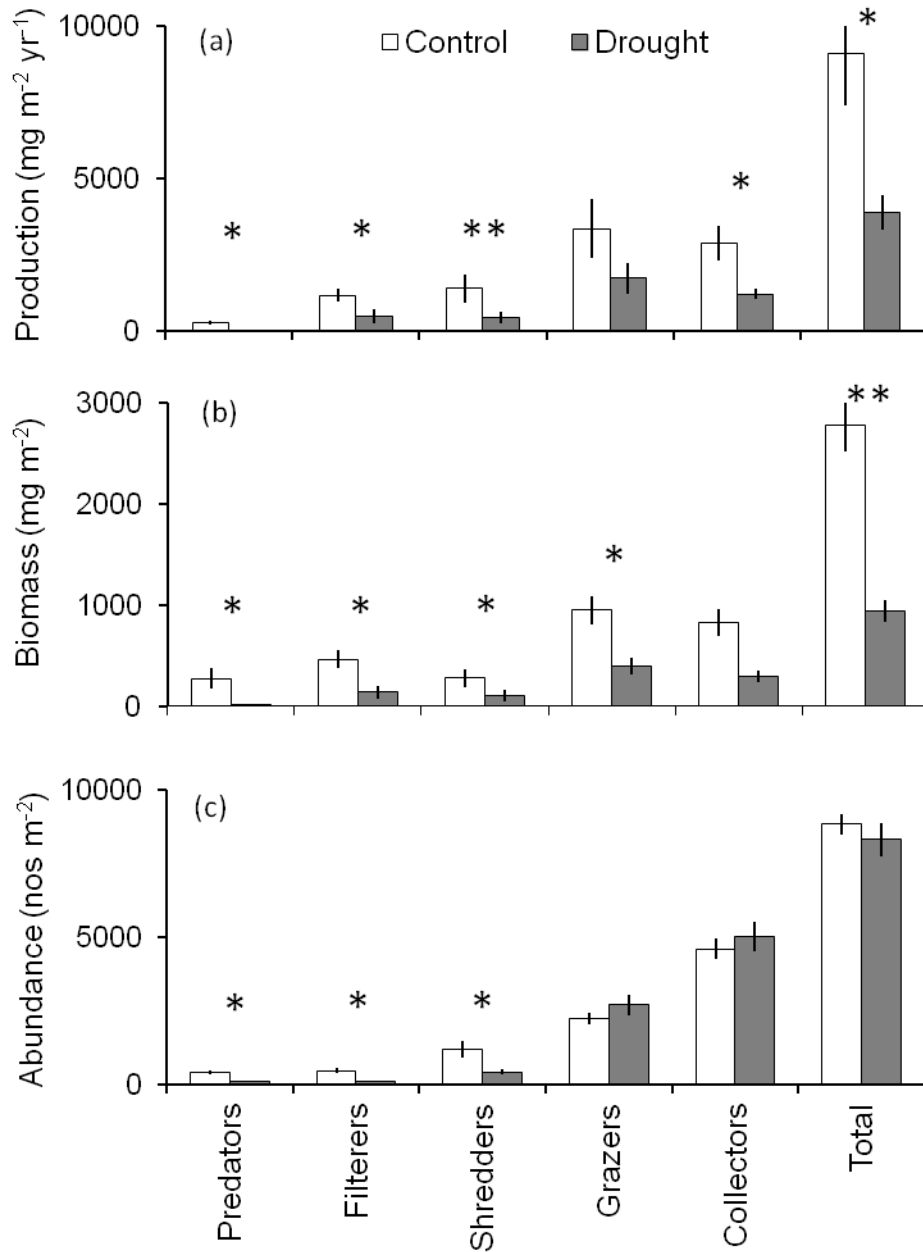 (a)
Control
Drought
*
10000
5000
0
Production (mg m⁻² yr⁻¹)
*
*
**
*
(b)
**
3000
2000
1000
0
Biomass (mg m⁻²)
*
*
*
*
(c)
10000
5000
0
Abundance (nos m⁻²)
*
*
*
Predators
Filterers
Shredders
Grazers
Collectors
Total